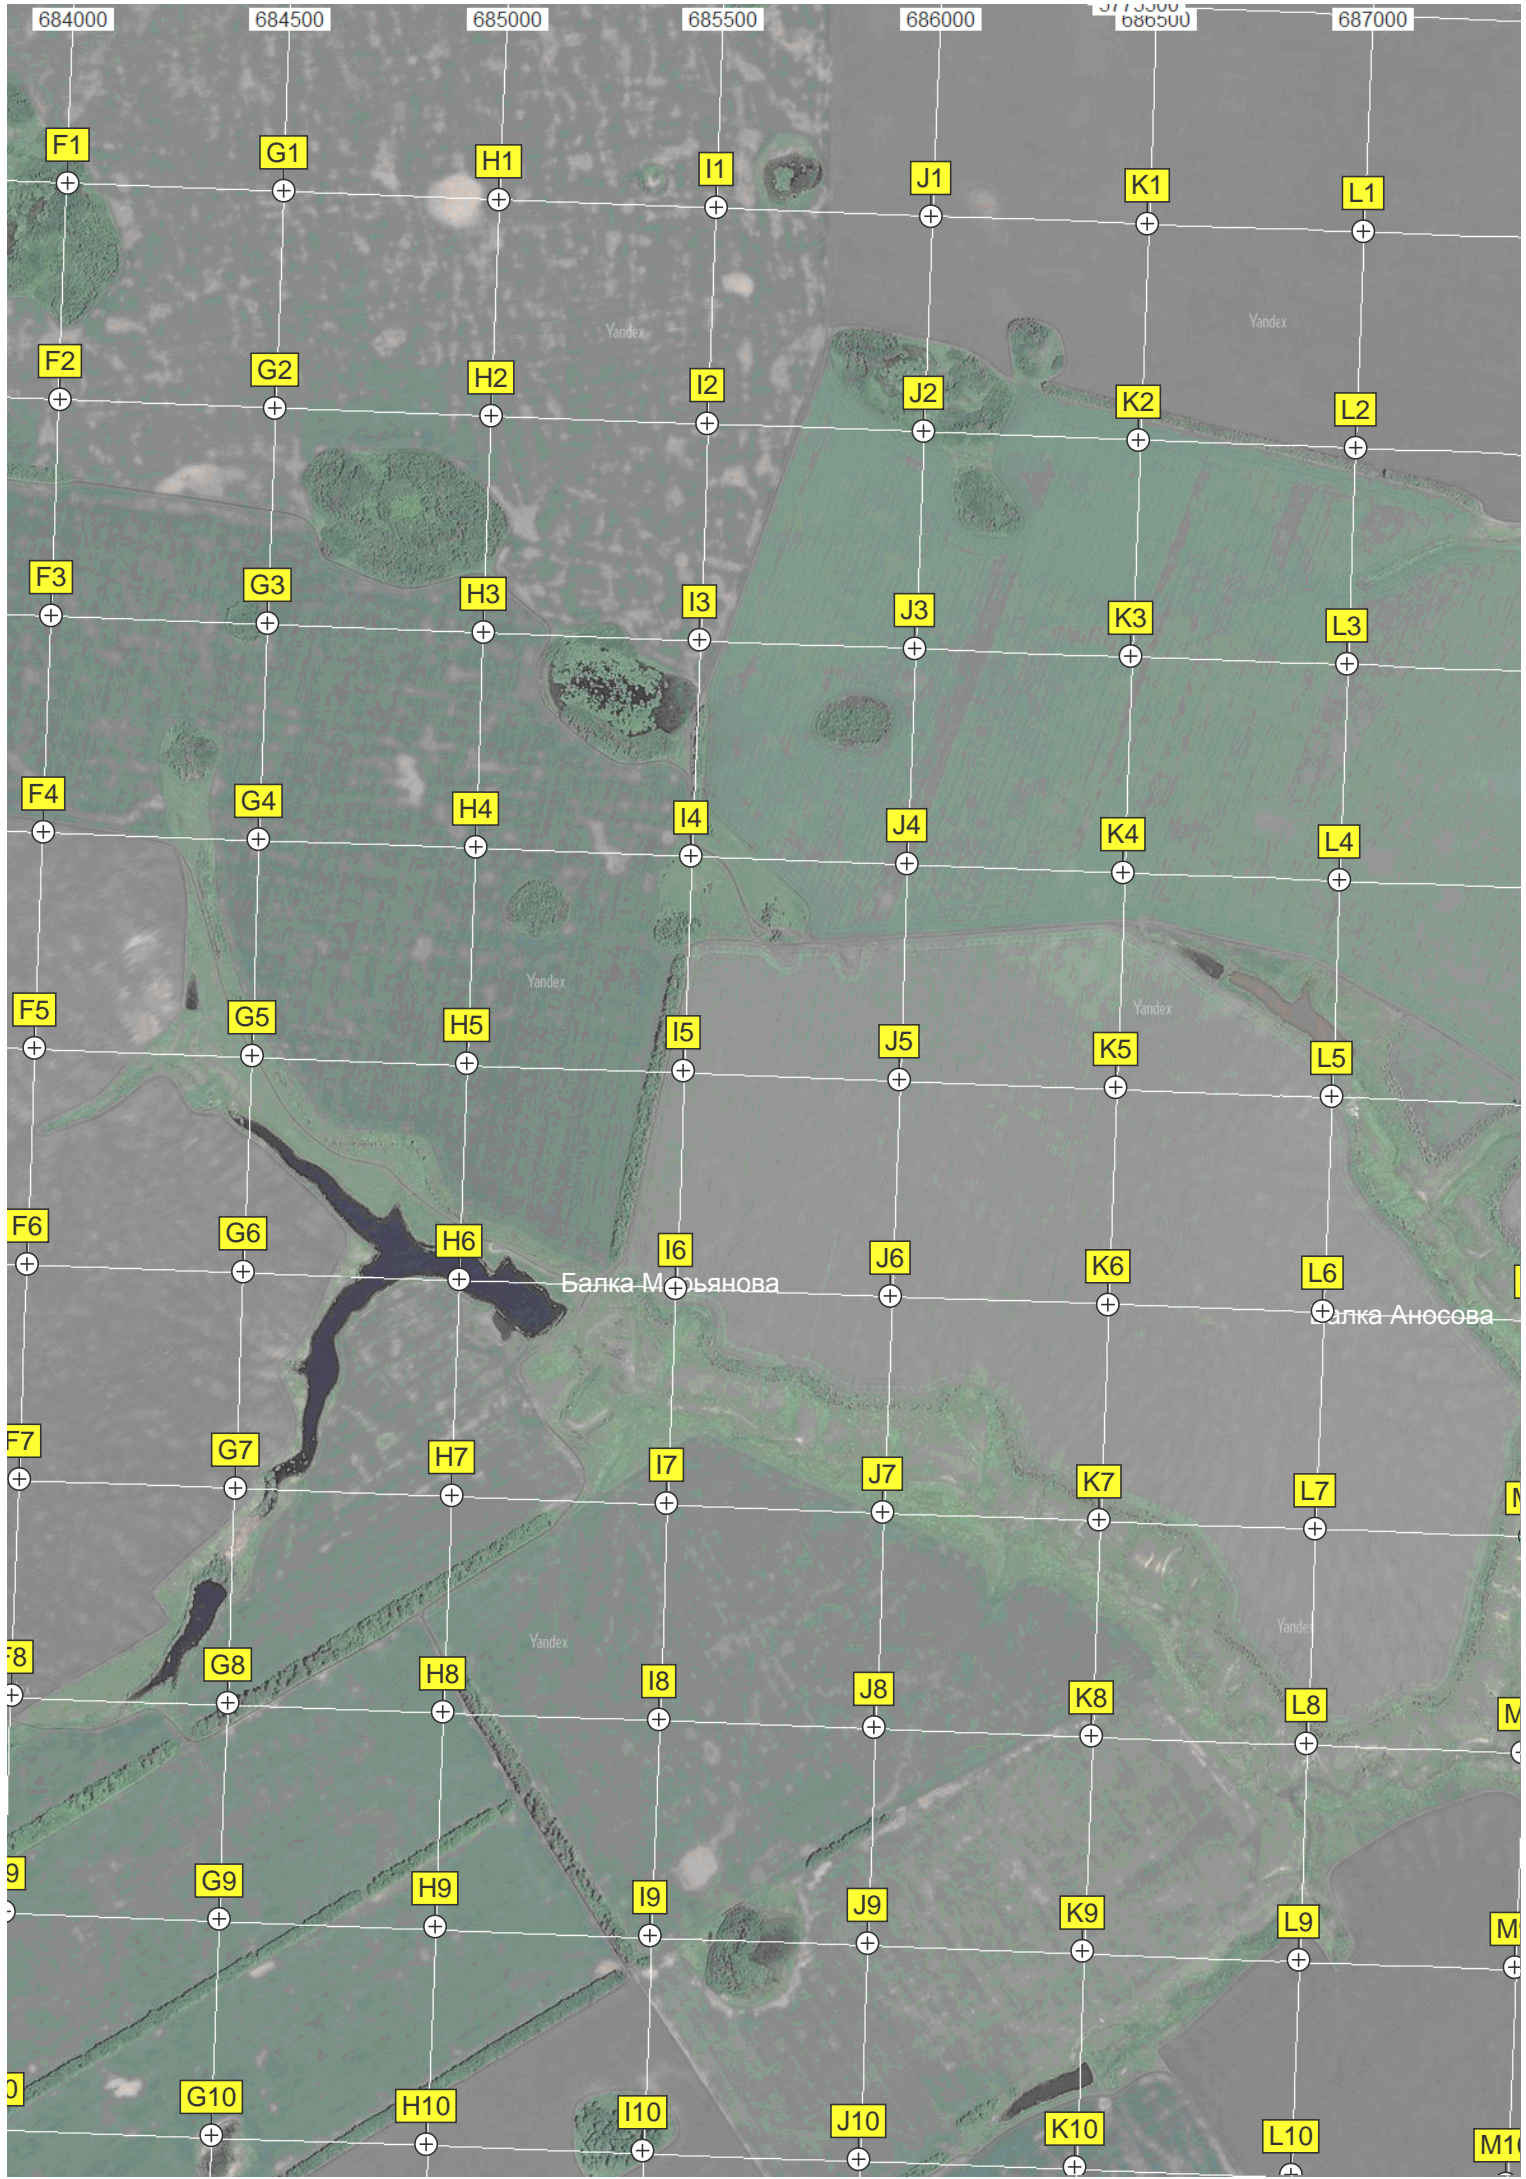 684000 684500 685000 685500 686000 686500 687000
F1 G1 H1 I1 J1 K1 L1
Yandex Yandex
F2 G2 H2 I2 J2 K2 L2
F3 G3 H3 I3 J3 K3 L3
F4 G4 H4 I4 J4 K4 L4
Yandex Yandex
F5 G5 H5 I5 J5 K5 L5
F6 G6 H6 I6 J6 K6 L6
Балка Марьянова Балка Аносова
F7 G7 H7 I7 J7 K7 L7
Yandex Yandex
F8 G8 H8 I8 J8 K8 L8
G9 H9 I9 J9 K9 L9
G10 H10 I10 J10 K10 L10 M10